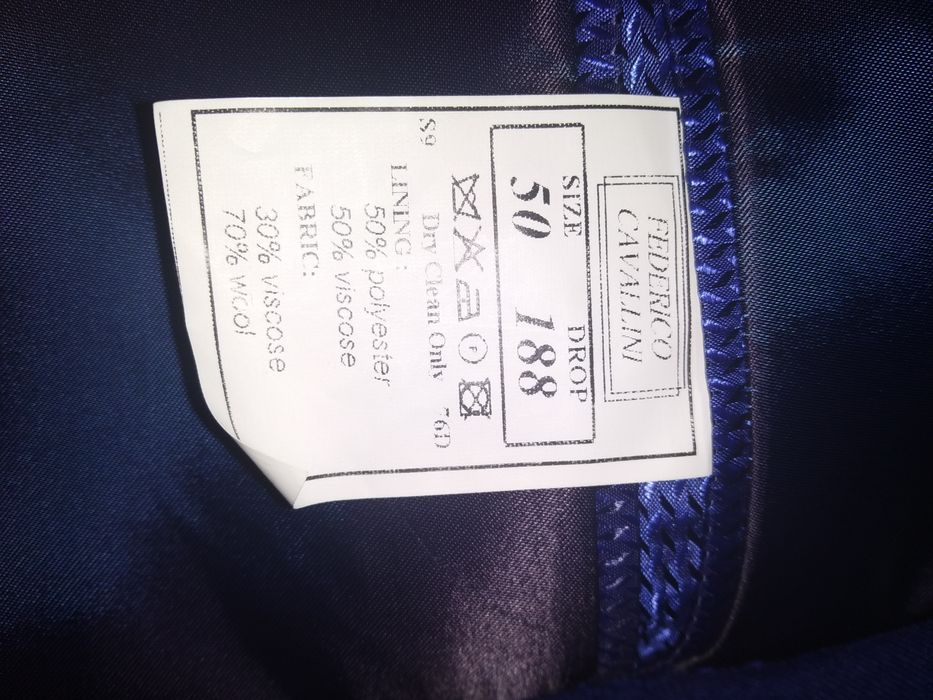 FEDERICO
CAVALLINI
SIZE DROP
50 188
P
Dry Clean Only
LINING:
50% polyester
50% viscose
FABRIC:
30% viscose
70% wool